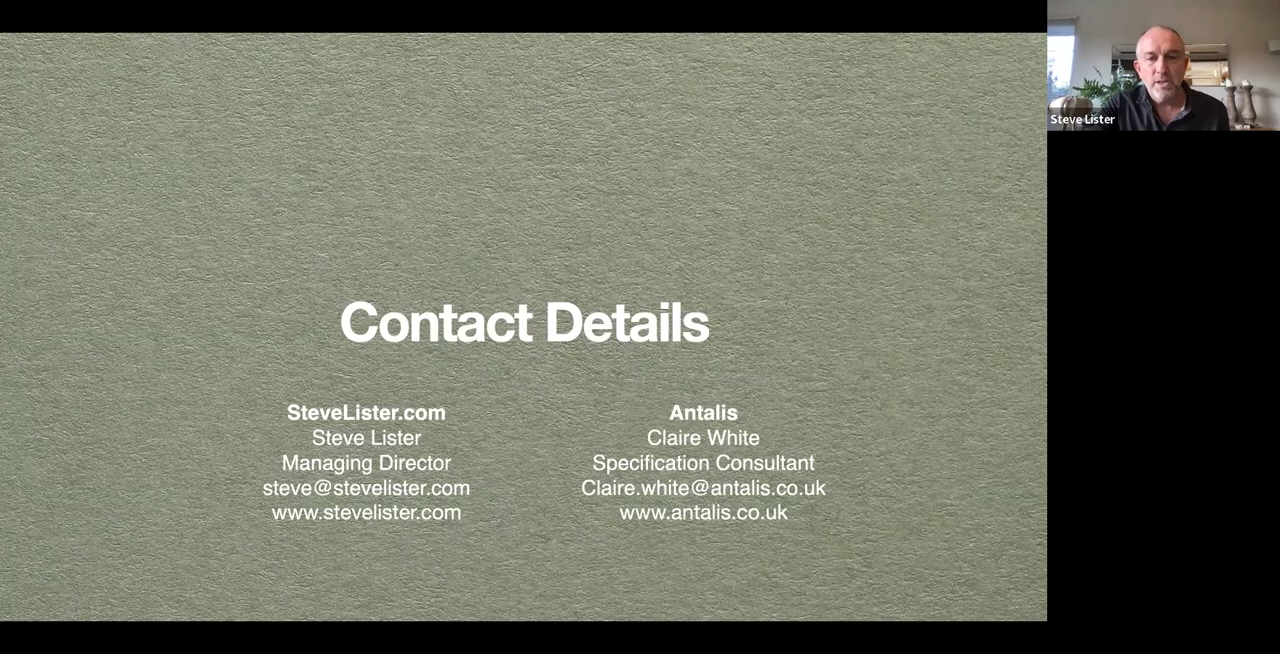 Contact Details
SteveLister.com
Steve Lister
Managing Director
steve@stevelister.com
www.stevelister.com
Antalis
Claire White
Specification Consultant
Claire.white@antalis.co.uk
www.antalis.co.uk
Steve Lister